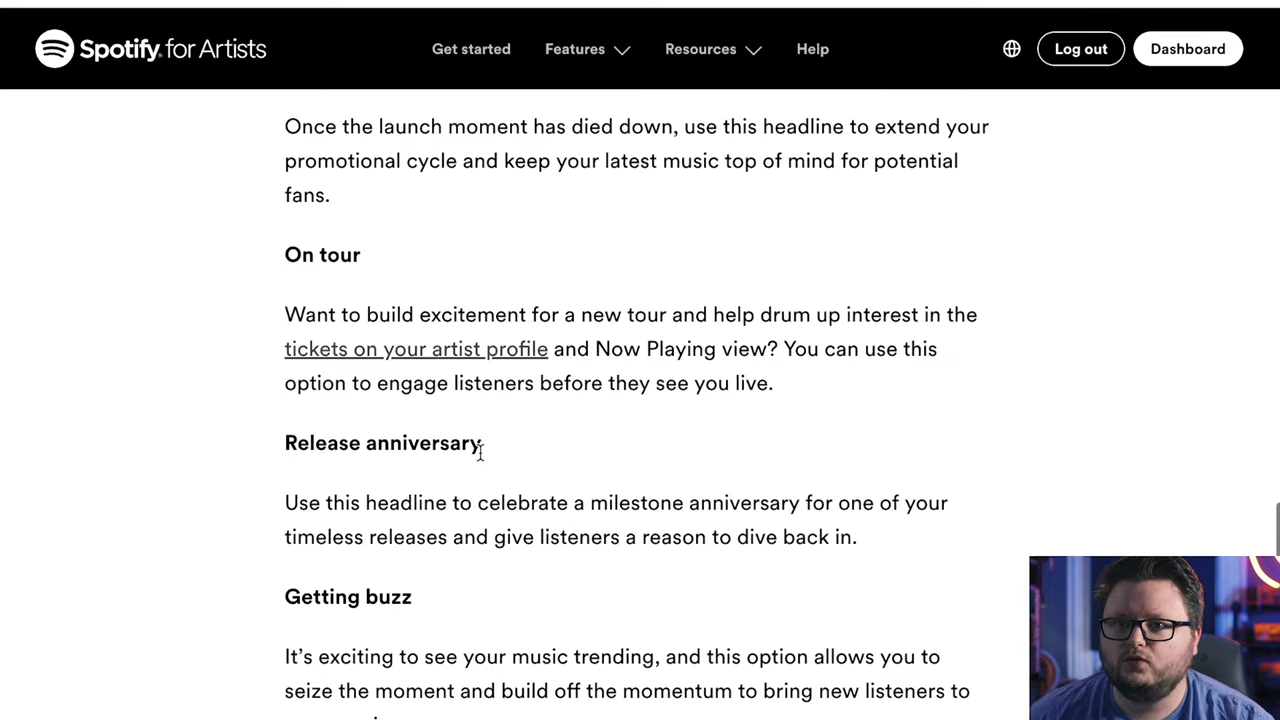 Spotify for Artists
Get started
Features
Resources
Help
Log out
Dashboard
Once the launch moment has died down, use this headline to extend your
promotional cycle and keep your latest music top of mind for potential
fans.
On tour
Want to build excitement for a new tour and help drum up interest in the
tickets on your artist profile and Now Playing view? You can use this
option to engage listeners before they see you live.
Release anniversary
Use this headline to celebrate a milestone anniversary for one of your
timeless releases and give listeners a reason to dive back in.
Getting buzz
It’s exciting to see your music trending, and this option allows you to
seize the moment and build off the momentum to bring new listeners to